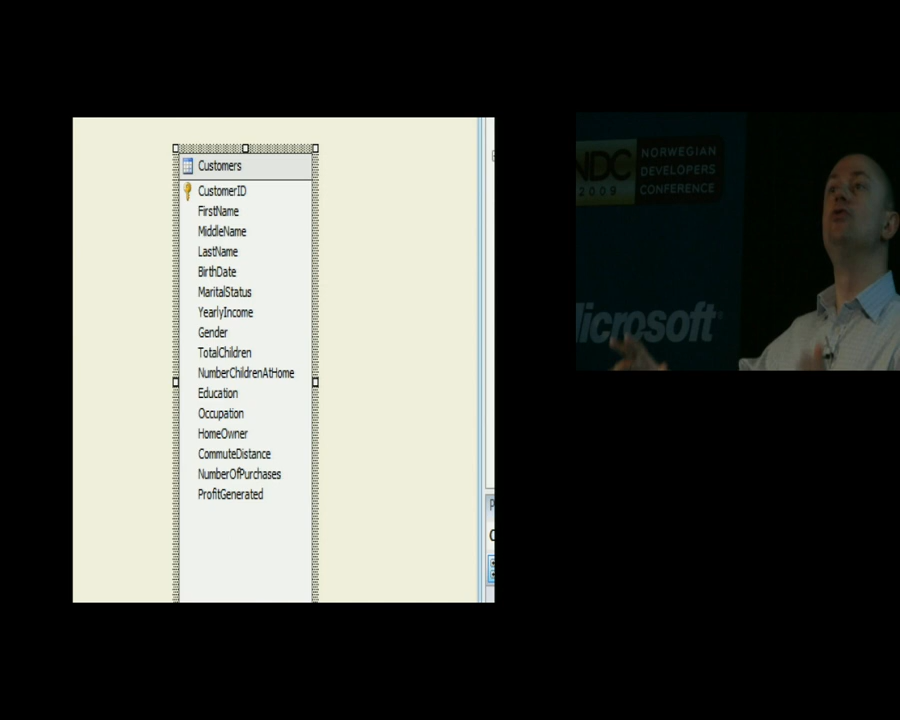 Customers
CustomerID
FirstName
MiddleName
LastName
BirthDate
MaritalStatus
YearlyIncome
Gender
TotalChildren
NumberChildrenAtHome
Education
Occupation
HomeOwner
CommuteDistance
NumberOfPurchases
ProfitGenerated
NDC
2009
NORWEGIAN
DEVELOPERS
CONFERENCE
Microsoft®